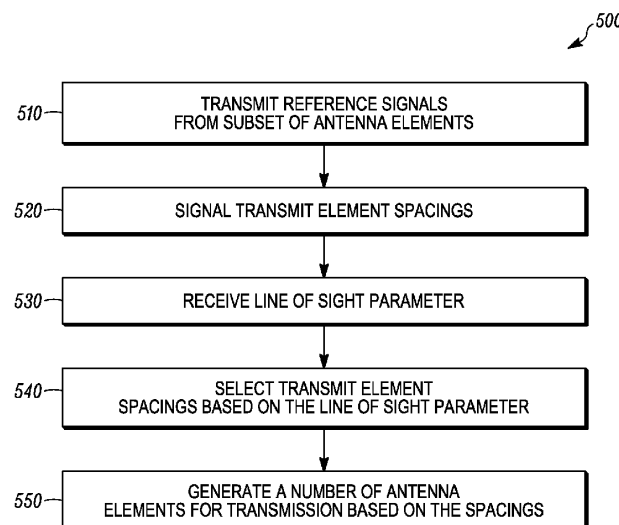 500
510
TRANSMIT REFERENCE SIGNALS
FROM SUBSET OF ANTENNA ELEMENTS
520
SIGNAL TRANSMIT ELEMENT SPACINGS
530
RECEIVE LINE OF SIGHT PARAMETER
540
SELECT TRANSMIT ELEMENT
SPACINGS BASED ON THE LINE OF SIGHT PARAMETER
550
GENERATE A NUMBER OF ANTENNA
ELEMENTS FOR TRANSMISSION BASED ON THE SPACINGS